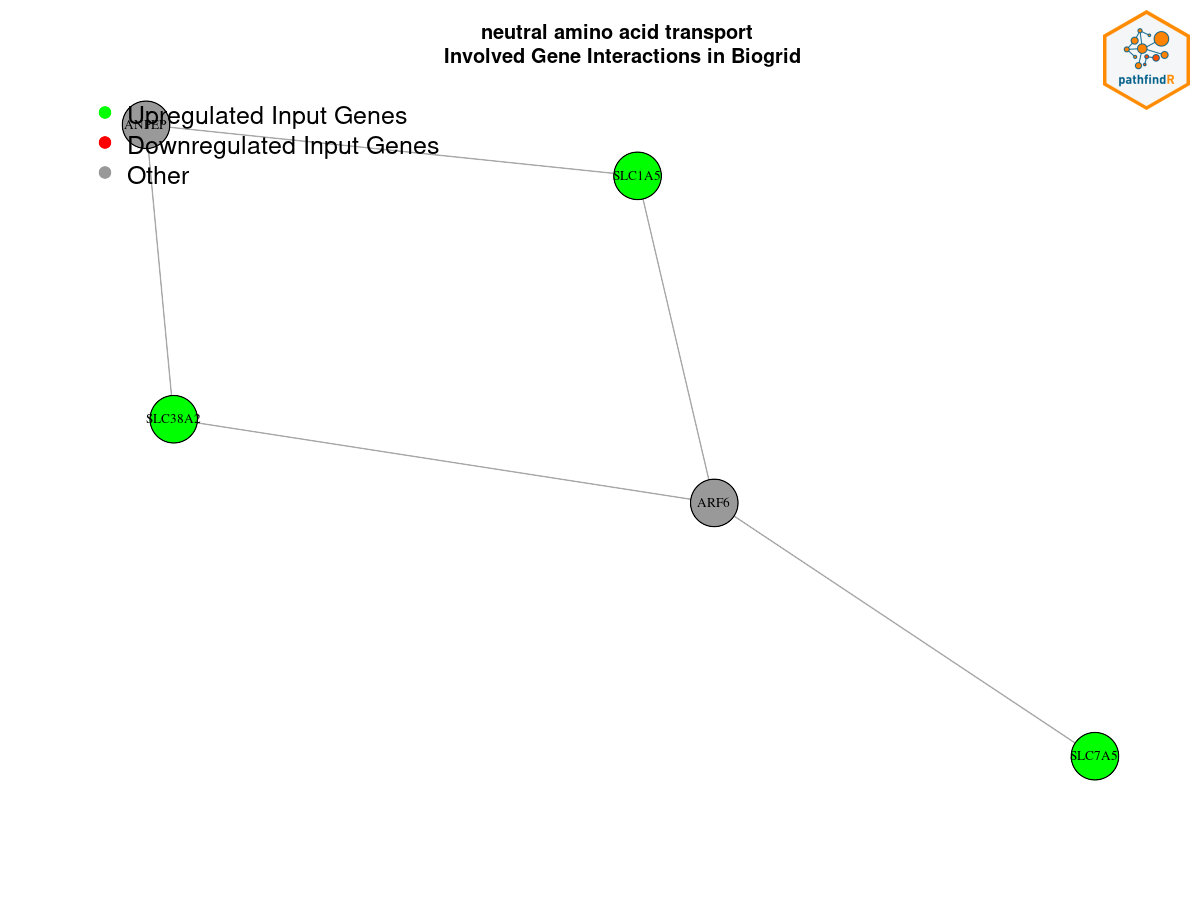 neutral amino acid transport
Involved Gene Interactions in Biogrid
pathfindR
Upregulated Input Genes
ANPEP
Downregulated Input Genes
Other
SLC1A5
SLC38A2
ARF6
SLC7A5